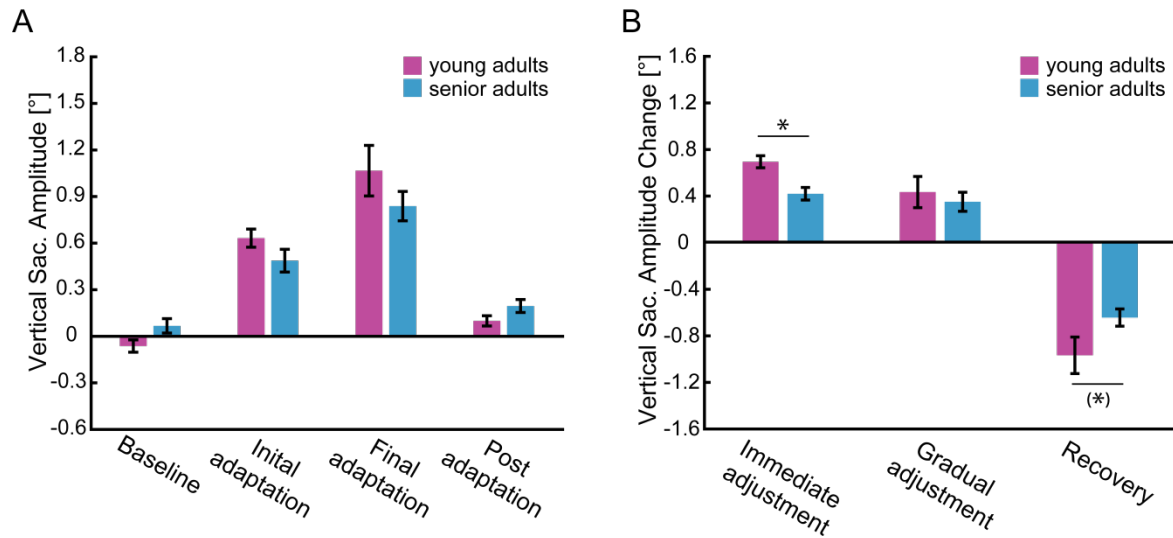 A
Vertical Sac. Amplitude [°]
1.8
1.5
1.2
0.9
0.6
0.3
0
-0.3
-0.6
young adults
senior adults
Baseline
Inital
adaptation
Final
adaptation
Post
adaptation
B
Vertical Sac. Amplitude Change [°]
1.6
1.2
0.8
0.4
0
-0.4
-0.8
-1.2
-1.6
young adults
senior adults
*
(*)
Immediate
adjustment
Gradual
adjustment
Recovery